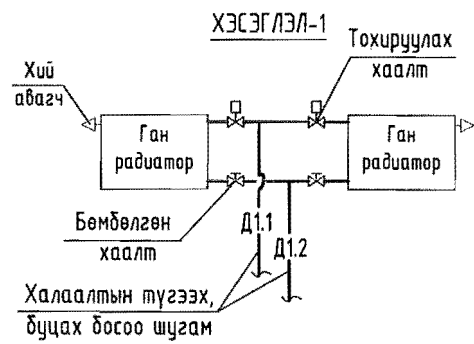 ХЭСЭГЛЭЛ-1
Хий
авагч
Тохируулах
хаалт
Ган
радиатор
Ган
радиатор
Бөмбөлгөн
хаалт
Д1.1
Д1.2
Халаалтын түгээх,
буцах босоо шугам